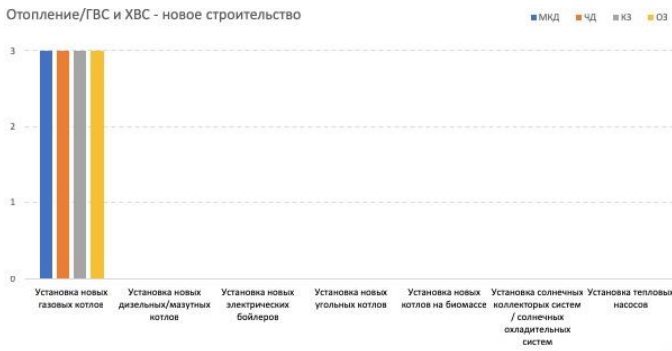 Отопление/ГВС и ХВС - новое строительство
МКД ЧД КЗ ОЗ
3
2
1
0
Установка новых газовых котлов
Установка новых дизельных/мазутных котлов
Установка новых электрических бойлеров
Установка новых угольных котлов
Установка новых котлов на биомассе
Установка солнечных коллекторых систем / солнечных охладительных систем
Установка тепловых насосов